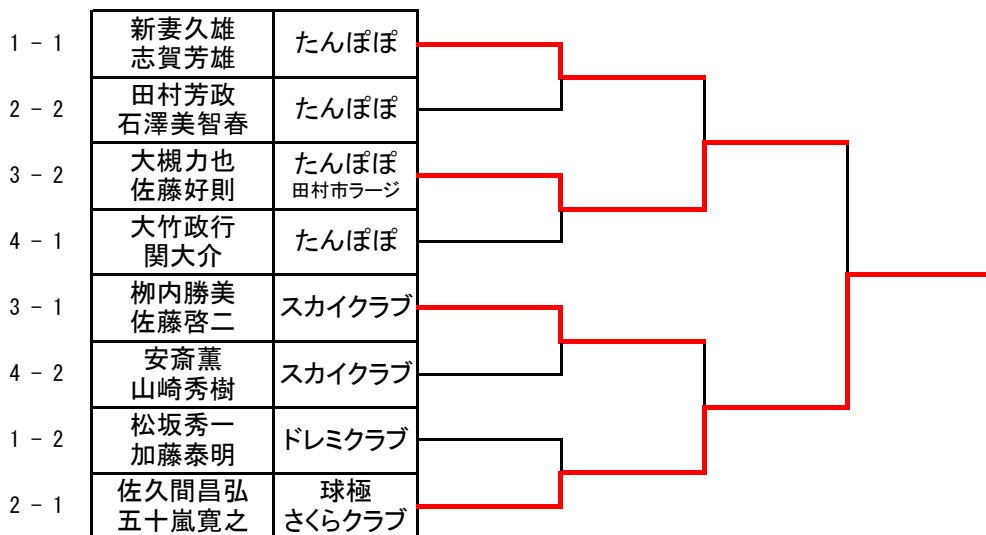 1 - 1
新妻久雄
志賀芳雄
たんぽぽ
2 - 2
田村芳政
石澤美智春
たんぽぽ
3 - 2
大槻力也
佐藤好則
たんぽぽ
田村市ラージ
4 - 1
大竹政行
関大介
たんぽぽ
3 - 1
栁内勝美
佐藤啓二
スカイクラブ
4 - 2
安斎薫
山崎秀樹
スカイクラブ
1 - 2
松坂秀一
加藤泰明
ドレミクラブ
2 - 1
佐久間昌弘
五十嵐寛之
球極
さくらクラブ